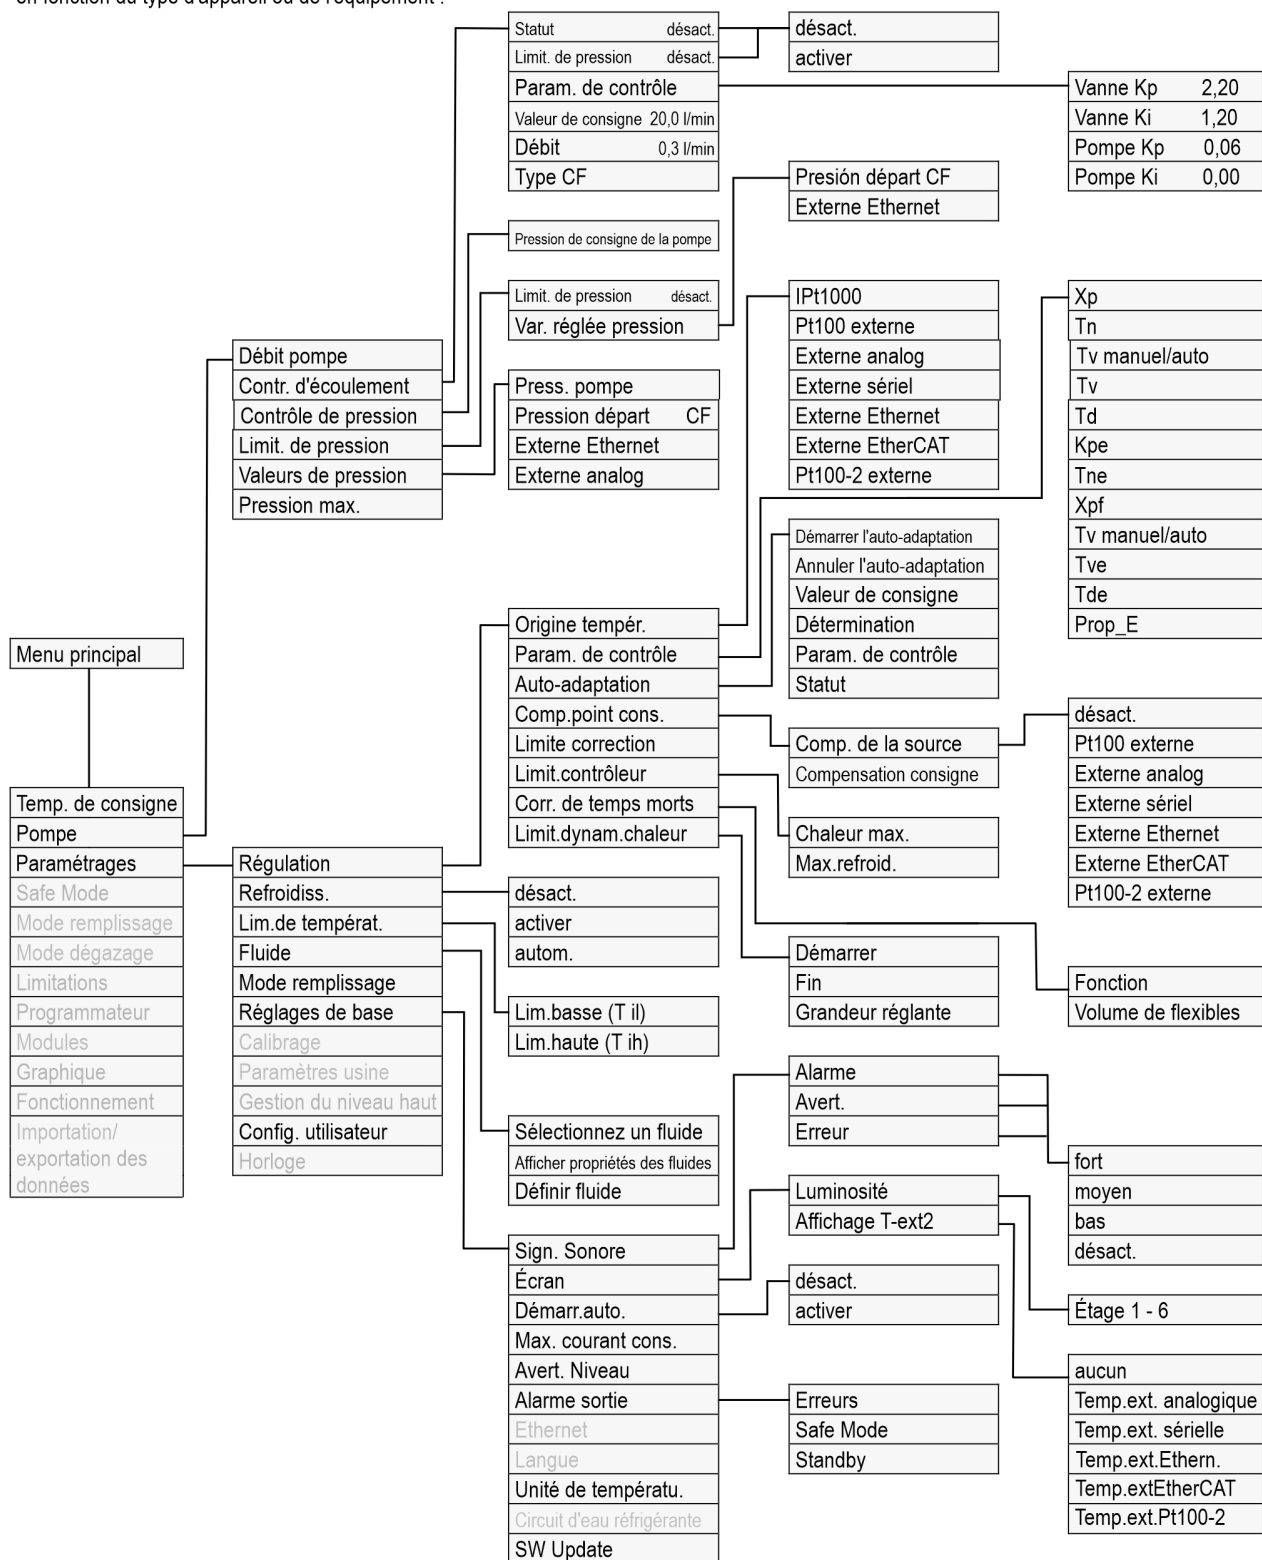 en fonction du type d'appareil ou de l'équipement :
Statut désact.
Limit. de pression désact.
Param. de contrôle
Valeur de consigne 20,0 l/min
Débit 0,3 l/min
Type CF
désact.
activer
Vanne Kp 2,20
Vanne Ki 1,20
Pompe Kp 0,06
Pompe Ki 0,00
Presión départ CF
Externe Ethernet
Pression de consigne de la pompe
Limit. de pression désact.
Var. réglée pression
Débit pompe
Contr. d'écoulement
Contrôle de pression
Limit. de pression
Valeurs de pression
Pression max.
Press. pompe
Pression départ CF
Externe Ethernet
Externe analog
IPt1000
Pt100 externe
Externe analog
Externe sériel
Externe Ethernet
Externe EtherCAT
Pt100-2 externe
Xp
Tn
Tv manuel/auto
Tv
Td
Kpe
Tne
Xpf
Tv manuel/auto
Tve
Tde
Prop_E
Démarrer l'auto-adaptation
Annuler l'auto-adaptation
Valeur de consigne
Détermination
Param. de contrôle
Statut
Menu principal
Origine tempér.
Param. de contrôle
Auto-adaptation
Comp.point cons.
Limite correction
Limit.contrôleur
Corr. de temps morts
Limit.dynam.chaleur
Comp. de la source
Compensation consigne
désact.
Pt100 externe
Externe analog
Externe sériel
Externe Ethernet
Externe EtherCAT
Pt100-2 externe
Chaleur max.
Max.refroid.
Temp. de consigne
Pompe
Paramétrages
Safe Mode
Mode remplissage
Mode dégazage
Limitations
Programmateur
Modules
Graphique
Fonctionnement
Importation/
exportation des
données
Régulation
Refroidiss.
Lim.de températ.
Fluide
Mode remplissage
Réglages de base
Calibrage
Paramètres usine
Gestion du niveau haut
Config. utilisateur
Horloge
désact.
activer
autom.
Lim.basse (T il)
Lim.haute (T ih)
Démarrer
Fin
Grandeur réglante
Fonction
Volume de flexibles
Sélectionnez un fluide
Afficher propriétés des fluides
Définir fluide
Alarme
Avert.
Erreur
fort
moyen
bas
désact.
Luminosité
Affichage T-ext2
Sign. Sonore
Écran
Démarr.auto.
Max. courant cons.
Avert. Niveau
Alarme sortie
Ethernet
Langue
Unité de températu.
Circuit d'eau réfrigérante
SW Update
désact.
activer
Étage 1 - 6
Erreurs
Safe Mode
Standby
aucun
Temp.ext. analogique
Temp.ext. sérielle
Temp.ext.Ethern.
Temp.extEtherCAT
Temp.ext.Pt100-2